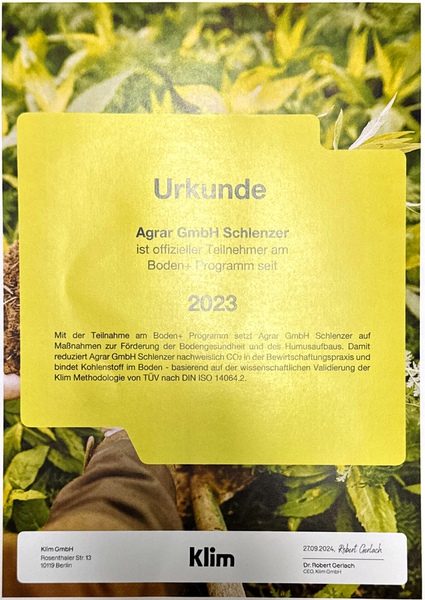 Urkunde
Agrar GmbH Schlenzer
ist offizieller Teilnehmer am
Boden+ Programm seit
2023
Mit der Teilnahme am Boden+ Programm setzt Agrar GmbH Schlenzer auf
Maßnahmen zur Förderung der Bodengesundheit und des Humusaufbaus. Damit
reduziert Agrar GmbH Schlenzer nachweislich CO₂ in der Bewirtschaftungspraxis und
bindet Kohlenstoff im Boden - basierend auf der wissenschaftlichen Validierung der
Klim Methodologie von TÜV nach DIN ISO 14064.2.
Klim GmbH
Rosenthaler Str. 13
10119 Berlin
Klim
27.09.2024, Robert Gerlach
Dr. Robert Gerlach
CEO, Klim GmbH